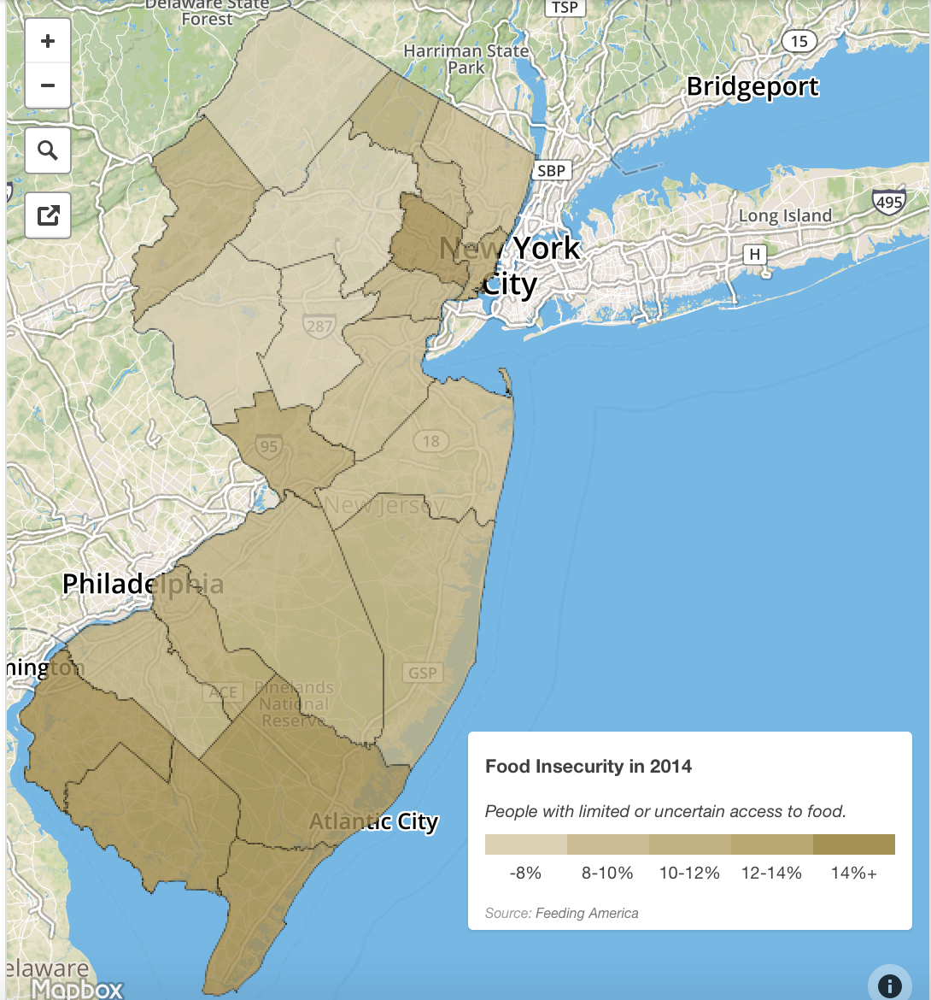 Delaware State
Forest
TSP
+
−
15
Harriman State
Park
Bridgeport
SBP
495
Long Island
H
New York
City
287
18
95
New Jersey
Philadelphia
GSP
mington
ACE
Pinelands
National
Reserve
Atlantic City
Food Insecurity in 2014
People with limited or uncertain access to food.
-8% 8-10% 10-12% 12-14% 14%+
Source: Feeding America
elaware
Mapbox
i